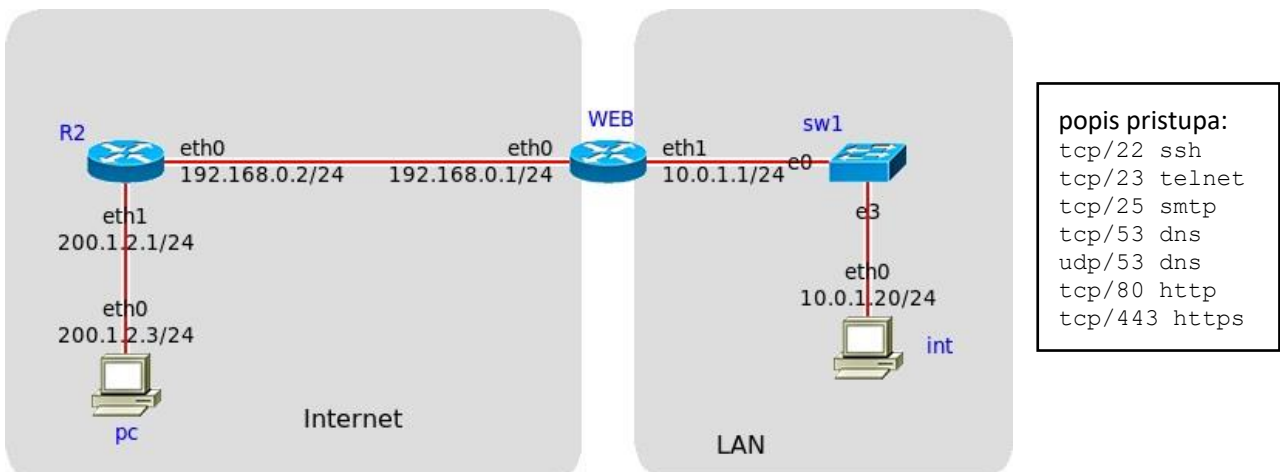 R2
eth0
192.168.0.2/24
eth1
200.1.2.1/24
eth0
200.1.2.3/24
pc
Internet
WEB
eth0
192.168.0.1/24
eth1
10.0.1.1/24
sw1
e0
e3
eth0
10.0.1.20/24
int
LAN
popis pristupa:
tcp/22 ssh
tcp/23 telnet
tcp/25 smtp
tcp/53 dns
udp/53 dns
tcp/80 http
tcp/443 https